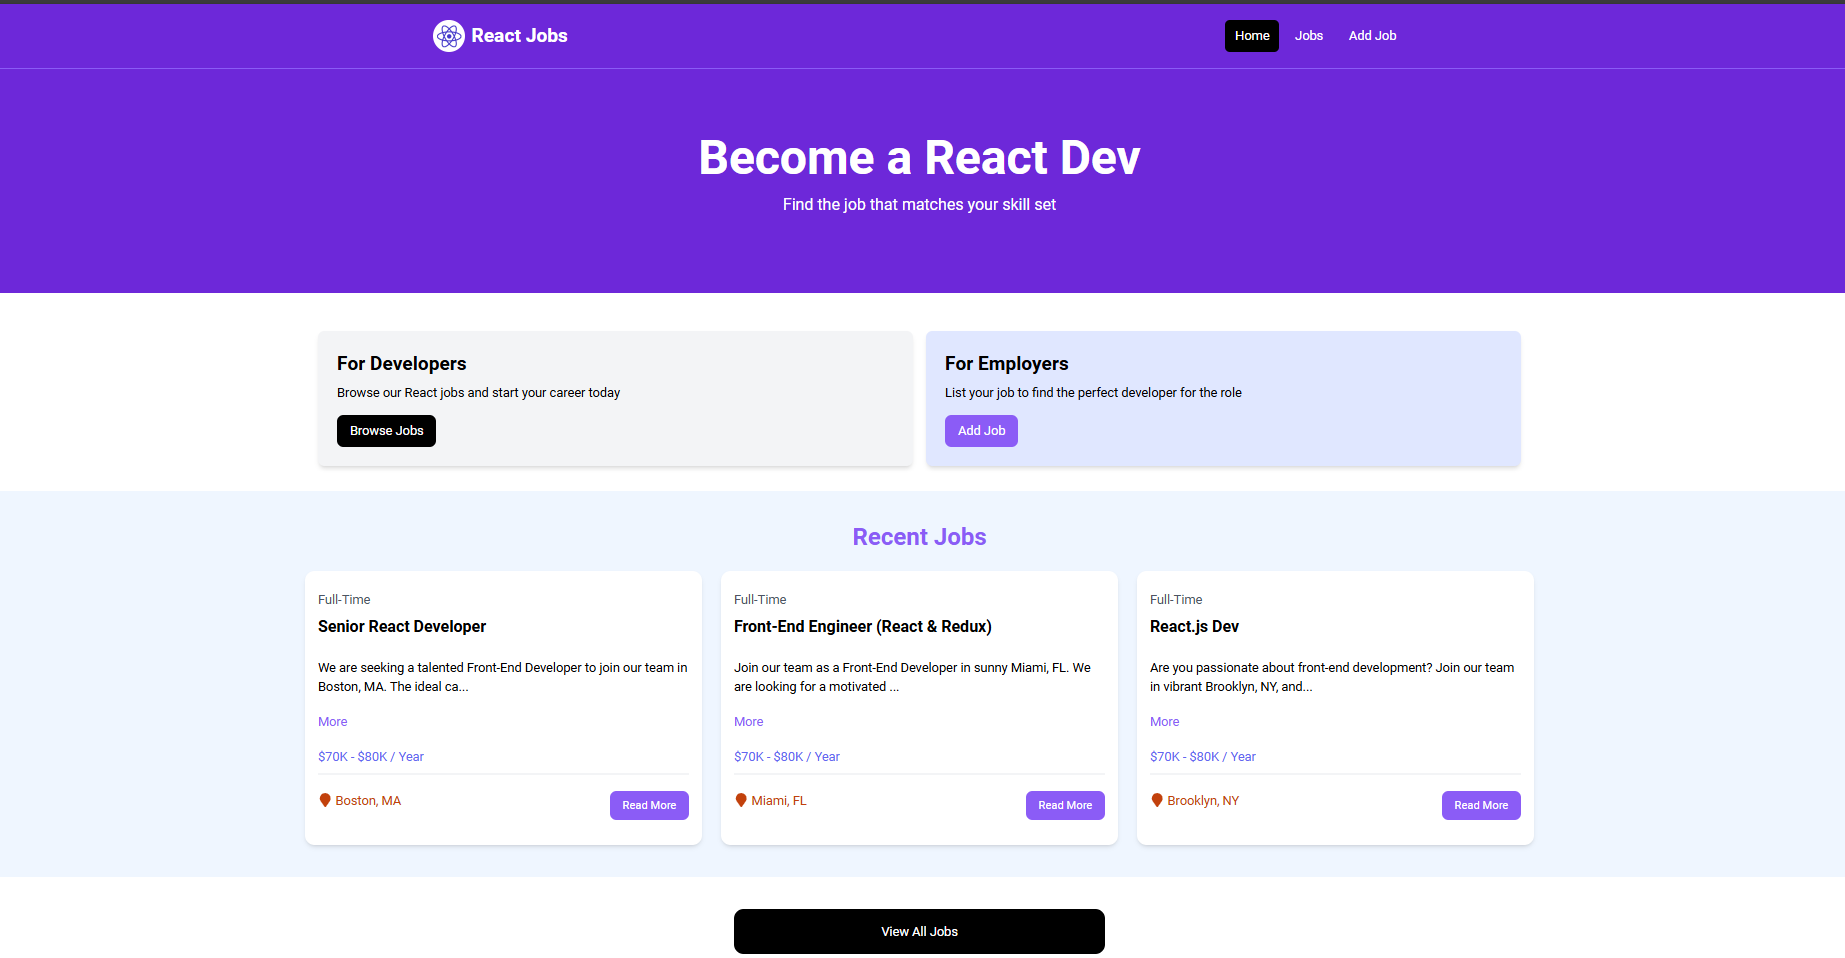 React Jobs
Home
Jobs
Add Job
Become a React Dev
Find the job that matches your skill set
For Developers
Browse our React jobs and start your career today
Browse Jobs
For Employers
List your job to find the perfect developer for the role
Add Job
Recent Jobs
Full-Time
Senior React Developer
We are seeking a talented Front-End Developer to join our team in
Boston, MA. The ideal ca...
More
$70K - $80K / Year
Boston, MA
Read More
Full-Time
Front-End Engineer (React & Redux)
Join our team as a Front-End Developer in sunny Miami, FL. We
are looking for a motivated ...
More
$70K - $80K / Year
Miami, FL
Read More
Full-Time
React.js Dev
Are you passionate about front-end development? Join our team
in vibrant Brooklyn, NY, and...
More
$70K - $80K / Year
Brooklyn, NY
Read More
View All Jobs